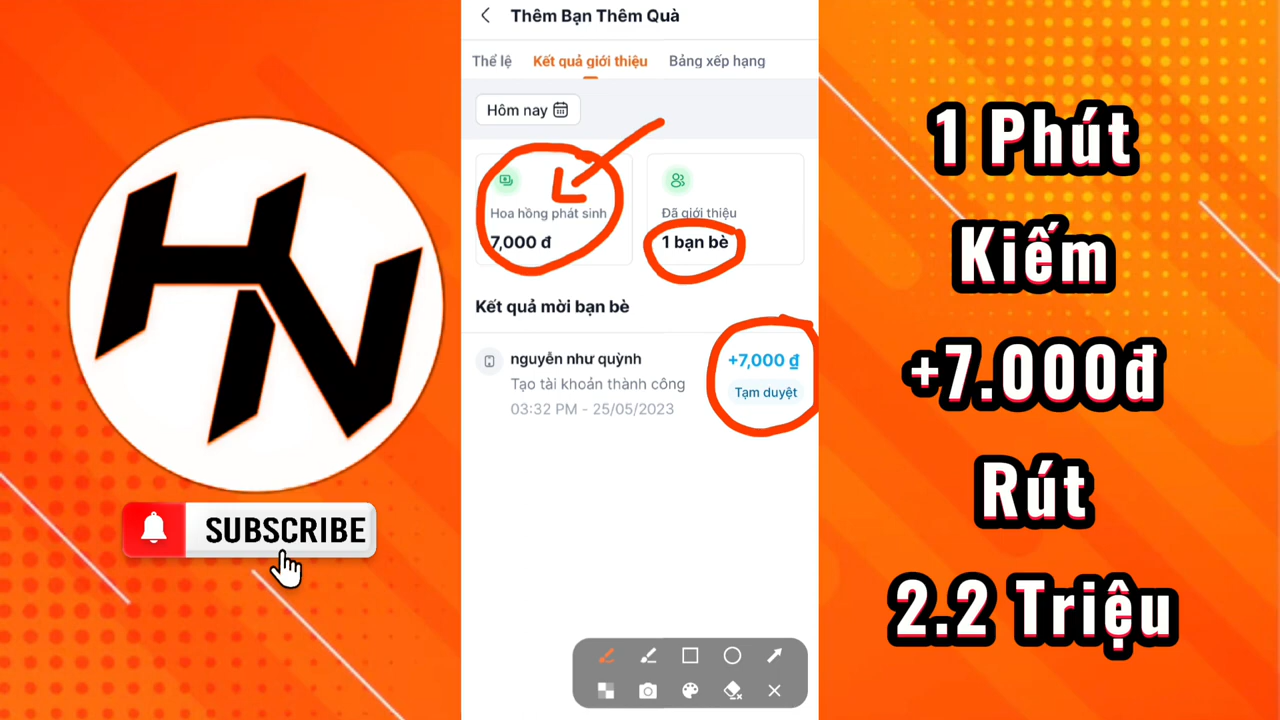 HN
SUBSCRIBE
Thêm Bạn Thêm Quà
Thể lệ Kết quả giới thiệu Bảng xếp hạng
Hôm nay
Hoa hồng phát sinh
7,000 đ
Đã giới thiệu
1 bạn bè
Kết quả mời bạn bè
nguyễn như quỳnh
+7,000 ₫
Tạo tài khoản thành công
Tạm duyệt
03:32 PM - 25/05/2023
1 Phút
Kiếm
+7.000đ
Rút
2.2 Triệu